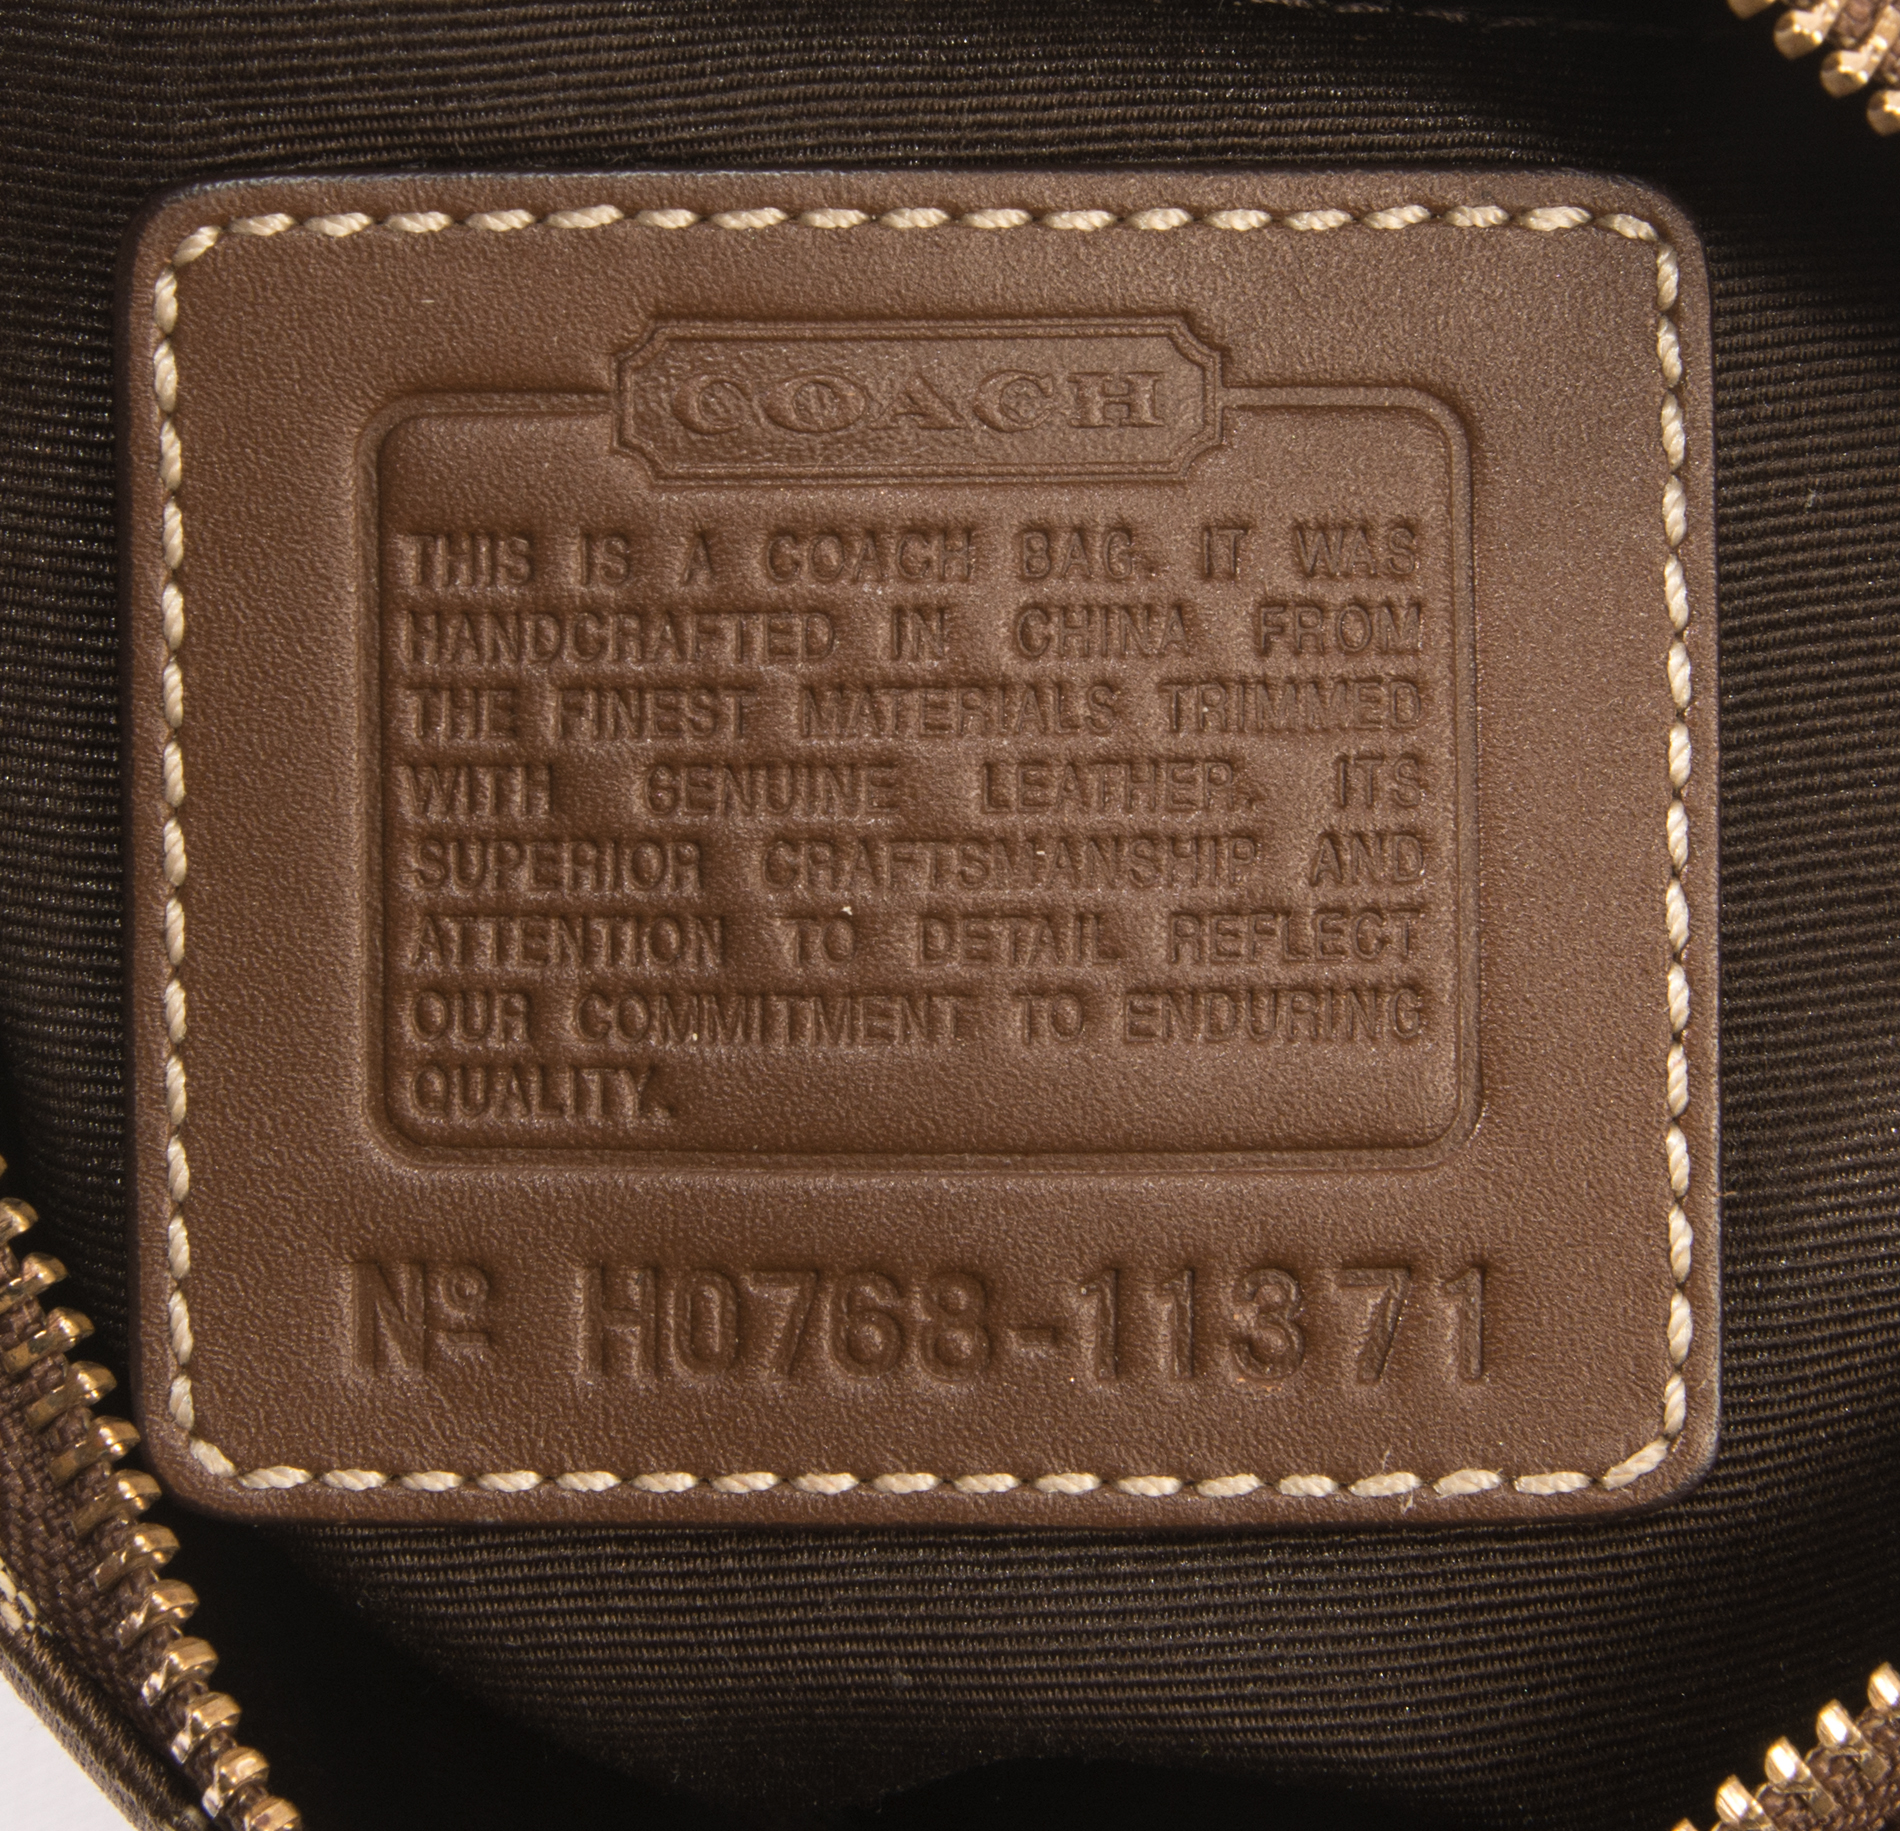 COACH
THIS IS A COACH BAG. IT WAS
HANDCRAFTED IN CHINA FROM
THE FINEST MATERIALS TRIMMED
WITH GENUINE LEATHER. ITS
SUPERIOR CRAFTSMANSHIP AND
ATTENTION TO DETAIL REFLECT
OUR COMMITMENT TO ENDURING
QUALITY.
Nº H0768-11371